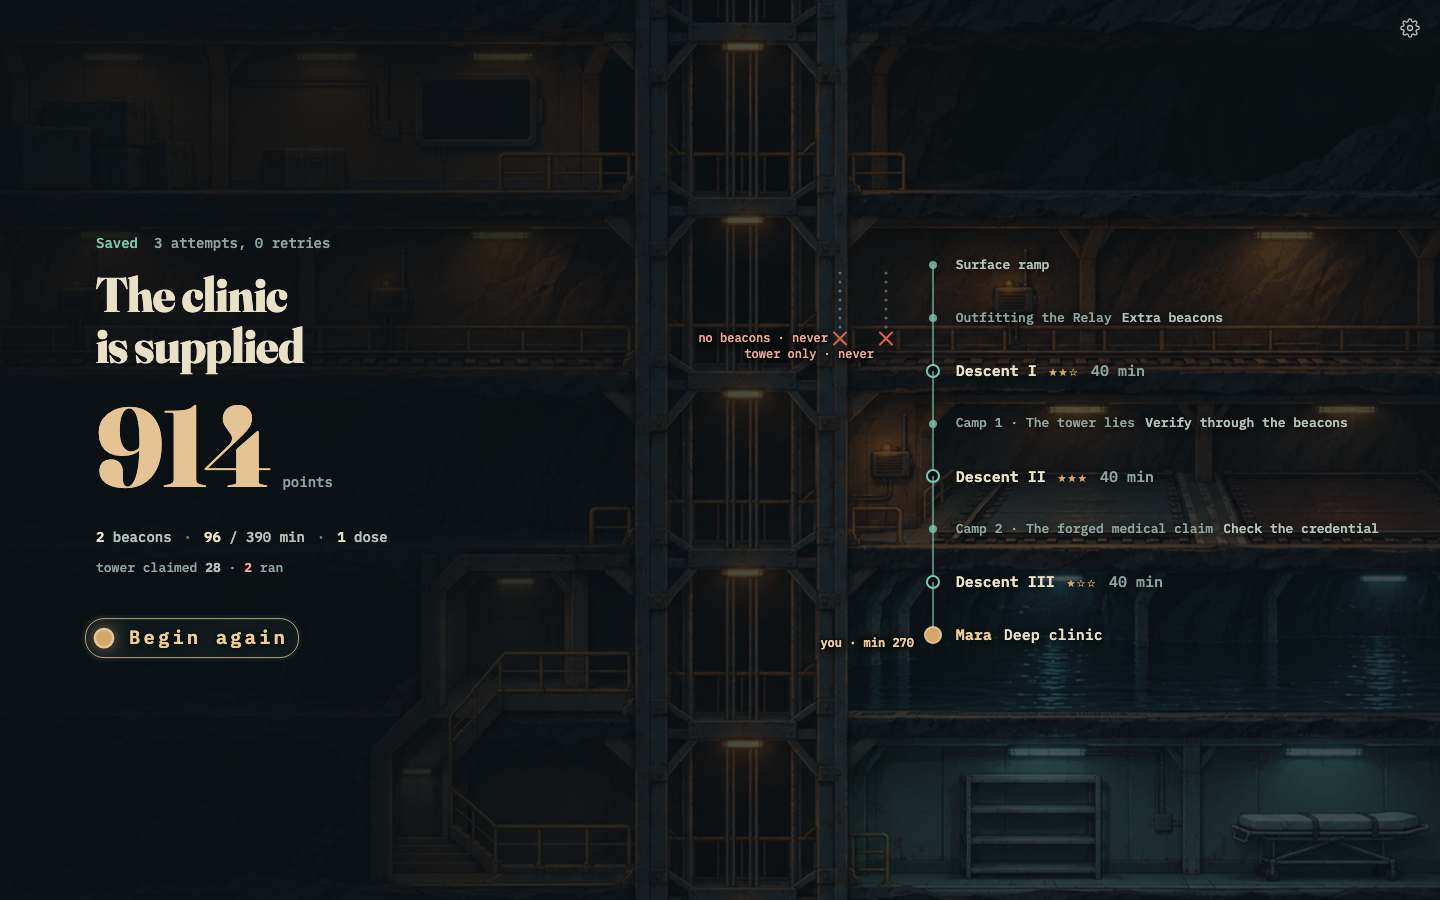 Saved 3 attempts, 0 retries
The clinic
is supplied
914 points
2 beacons · 96 / 390 min · 1 dose
tower claimed 28 · 2 ran
Begin again
no beacons · never
tower only · never
you · min 270
Surface ramp
Outfitting the Relay Extra beacons
Descent I ★★☆ 40 min
Camp 1 · The tower lies Verify through the beacons
Descent II ★★★ 40 min
Camp 2 · The forged medical claim Check the credential
Descent III ★☆☆ 40 min
Mara Deep clinic